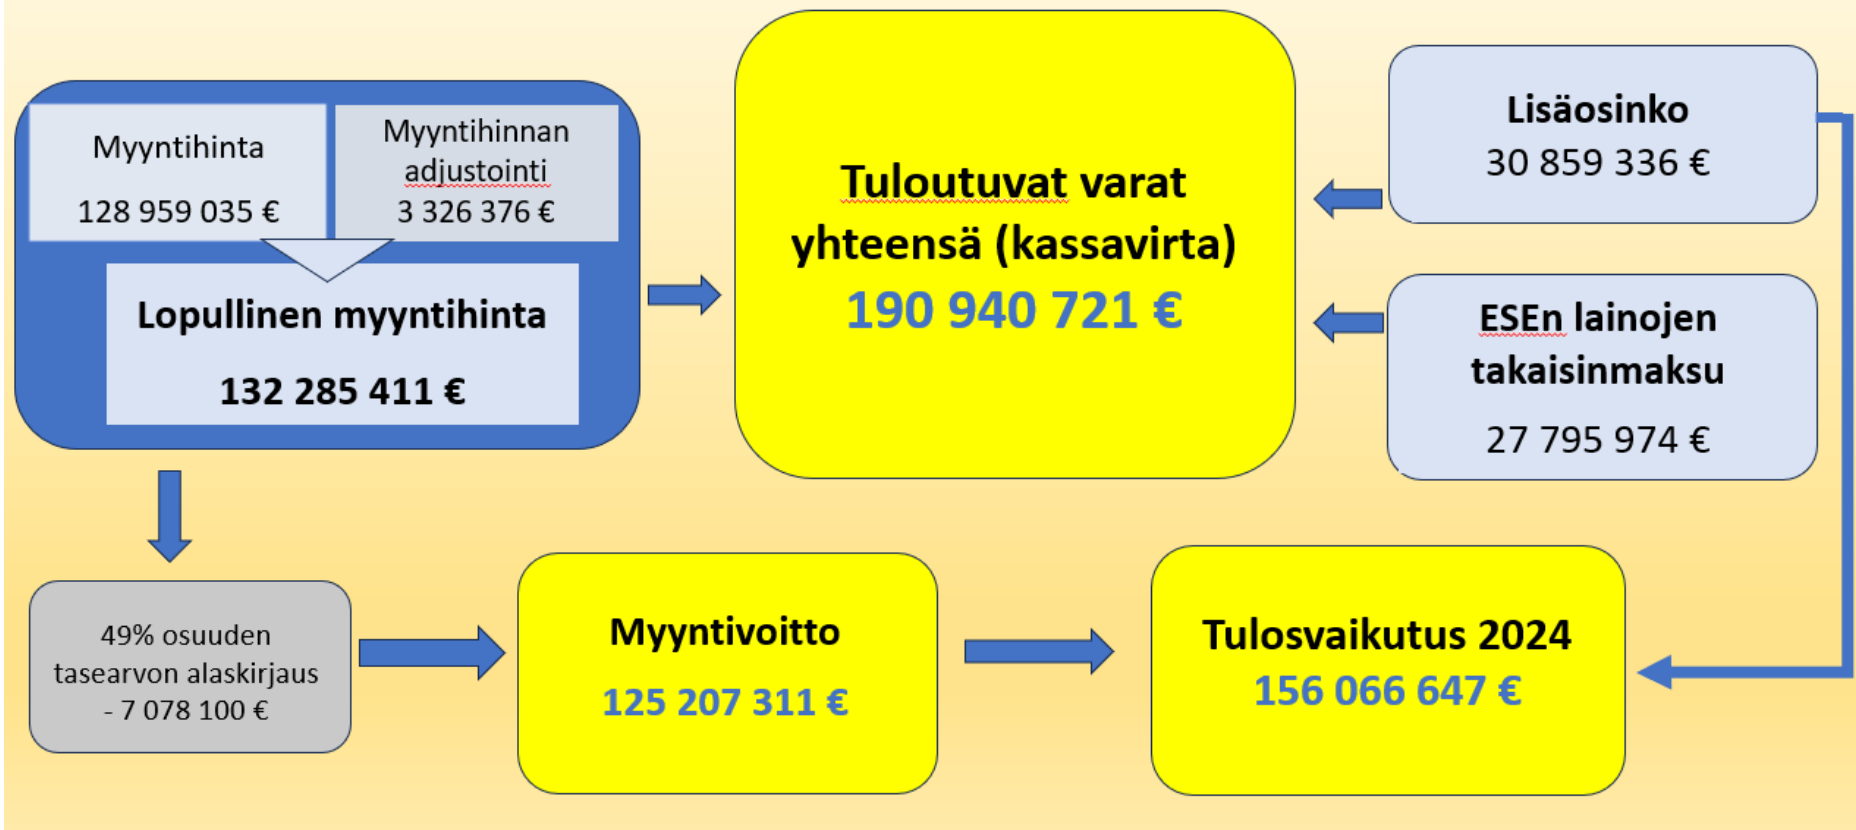 Myyntihinta
128 959 035 €
Myyntihinnan
adjustointi
3 326 376 €
Lopullinen myyntihinta
132 285 411 €
Tuloutuvat varat
yhteensä (kassavirta)
190 940 721 €
Lisäosinko
30 859 336 €
ESEn lainojen
takaisinmaksu
27 795 974 €
49% osuuden
tasearvon alaskirjaus
- 7 078 100 €
Myyntivoitto
125 207 311 €
Tulosvaikutus 2024
156 066 647 €